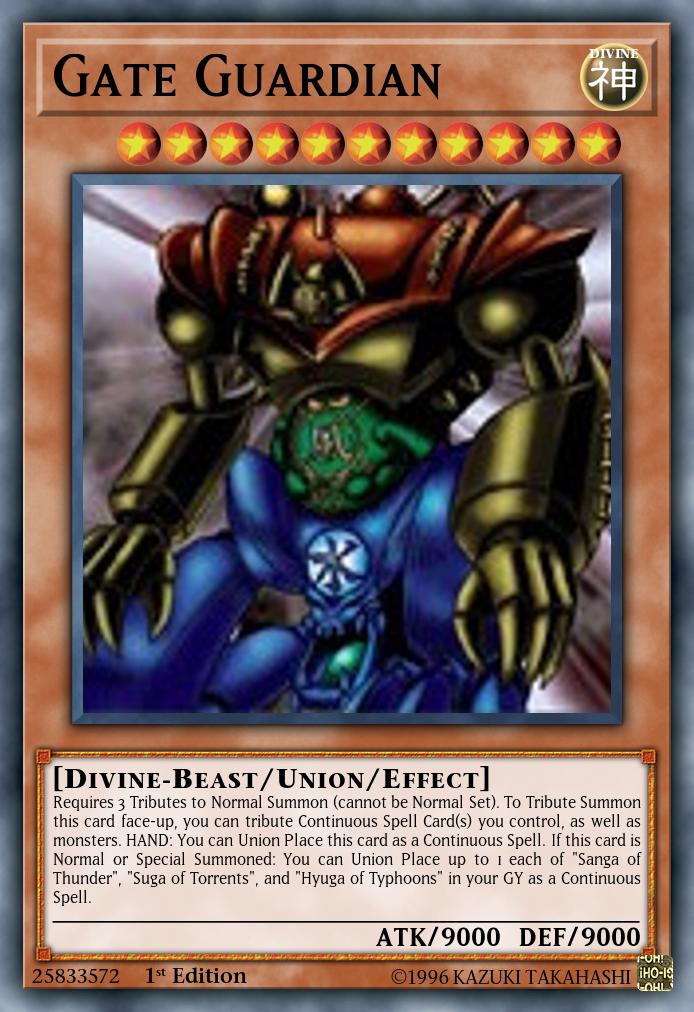 GATE GUARDIAN
DIVINE
神
[DIVINE-BEAST/UNION/EFFECT]
Requires 3 Tributes to Normal Summon (cannot be Normal Set). To Tribute Summon
this card face-up, you can tribute Continuous Spell Card(s) you control, as well as
monsters. HAND: You can Union Place this card as a Continuous Spell. If this card is
Normal or Special Summoned: You can Union Place up to 1 each of "Sanga of
Thunder", "Suga of Torrents", and "Hyuga of Typhoons" in your GY as a Continuous
Spell.
ATK/9000 DEF/9000
25833572 1st Edition ©1996 KAZUKI TAKAHASHI